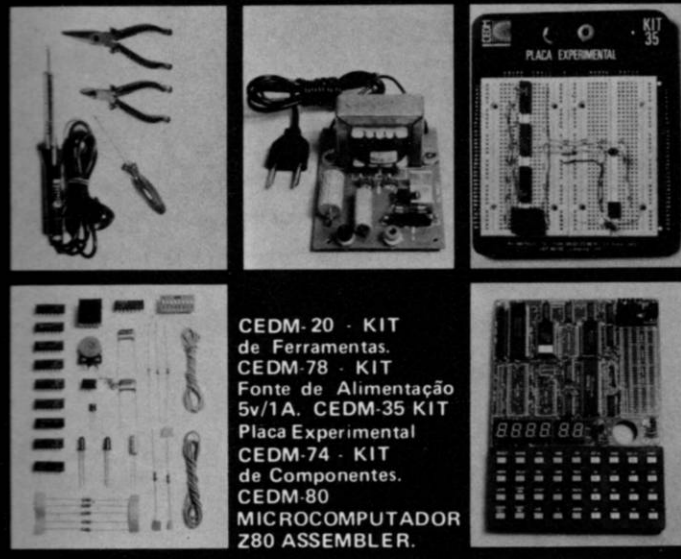 CEDM
KIT
35
PLACA EXPERIMENTAL
CEDM-20 - KIT
de Ferramentas.
CEDM-78 - KIT
Fonte de Alimentação
5v/1A. CEDM-35 KIT
Placa Experimental
CEDM-74 - KIT
de Componentes.
CEDM-80
MICROCOMPUTADOR
Z80 ASSEMBLER.